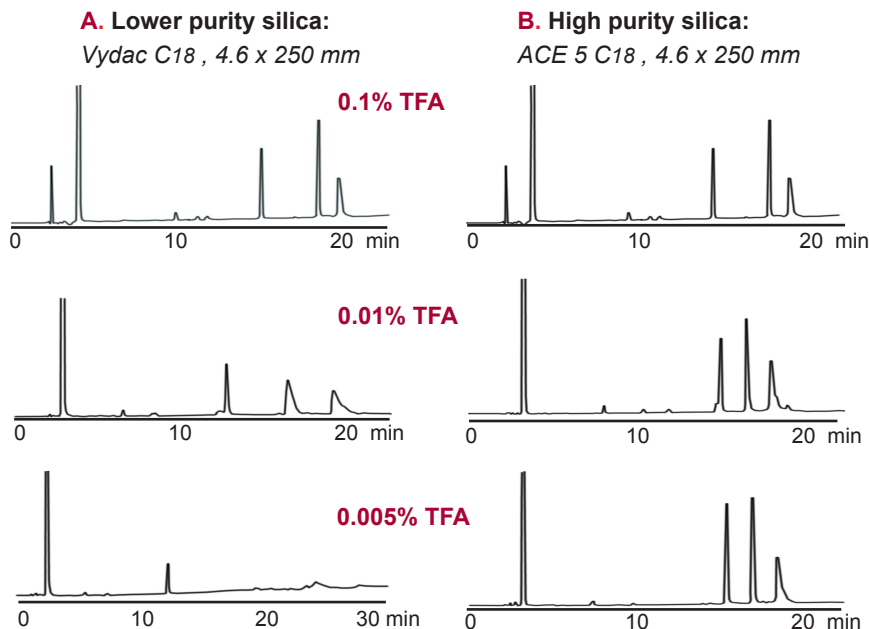 A. Lower purity silica:
Vydac C18 , 4.6 x 250 mm
B. High purity silica:
ACE 5 C18 , 4.6 x 250 mm
0.1% TFA
0 10 20 min
0 10 20 min
0.01% TFA
0 10 20 min
0 10 20 min
0.005% TFA
0 10 20 30 min
0 10 20 min